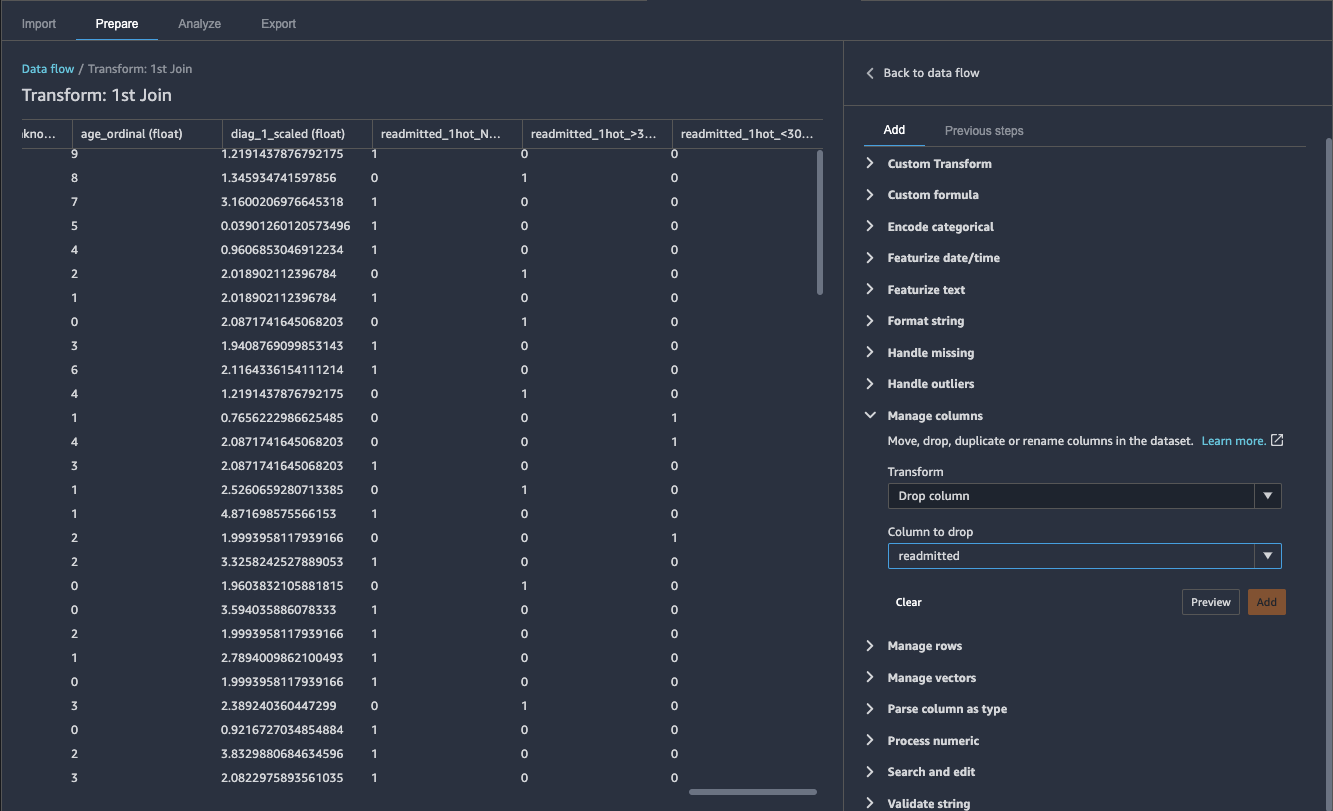 Import Prepare Analyze Export
Data flow / Transform: 1st Join
Transform: 1st Join
kno... age_ordinal (float) diag_1_scaled (float) readmitted_1hot_N... readmitted_1hot_>3... readmitted_1hot_<30...
9 1.2191437876792175 1 0 0
8 1.345934741597856 0 1 0
7 3.1600206976645318 1 0 0
5 0.03901260120573496 1 0 0
4 0.9606853046912234 1 0 0
2 2.018902112396784 0 1 0
1 2.018902112396784 1 0 0
0 2.0871741645068203 0 1 0
3 1.9408769099853143 1 0 0
6 2.1164336154111214 1 0 0
4 1.2191437876792175 0 1 0
1 0.7656222986625485 0 0 1
4 2.0871741645068203 0 0 1
3 2.0871741645068203 1 0 0
1 2.5260659280713385 0 1 0
1 4.871698575566153 1 0 0
2 1.9993958117939166 0 0 1
2 3.3258242527889053 1 0 0
0 1.9603832105881815 0 1 0
0 3.594035886078333 1 0 0
2 1.9993958117939166 1 0 0
1 2.7894009862100493 1 0 0
0 1.9993958117939166 1 0 0
3 2.389240360447299 0 1 0
0 0.9216727034854884 1 0 0
2 3.8329880684634596 1 0 0
3 2.0822975893561035 1 0 0
Back to data flow
Add Previous steps
Custom Transform
Custom formula
Encode categorical
Featurize date/time
Featurize text
Format string
Handle missing
Handle outliers
Manage columns
Move, drop, duplicate or rename columns in the dataset. Learn more.
Transform
Drop column
Column to drop
readmitted
Clear Preview Add
Manage rows
Manage vectors
Parse column as type
Process numeric
Search and edit
Validate string